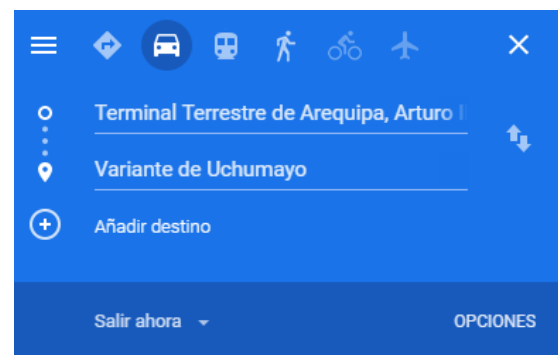 Terminal Terrestre de Arequipa, Arturo
Variante de Uchumayo
Añadir destino
Salir ahora
OPCIONES